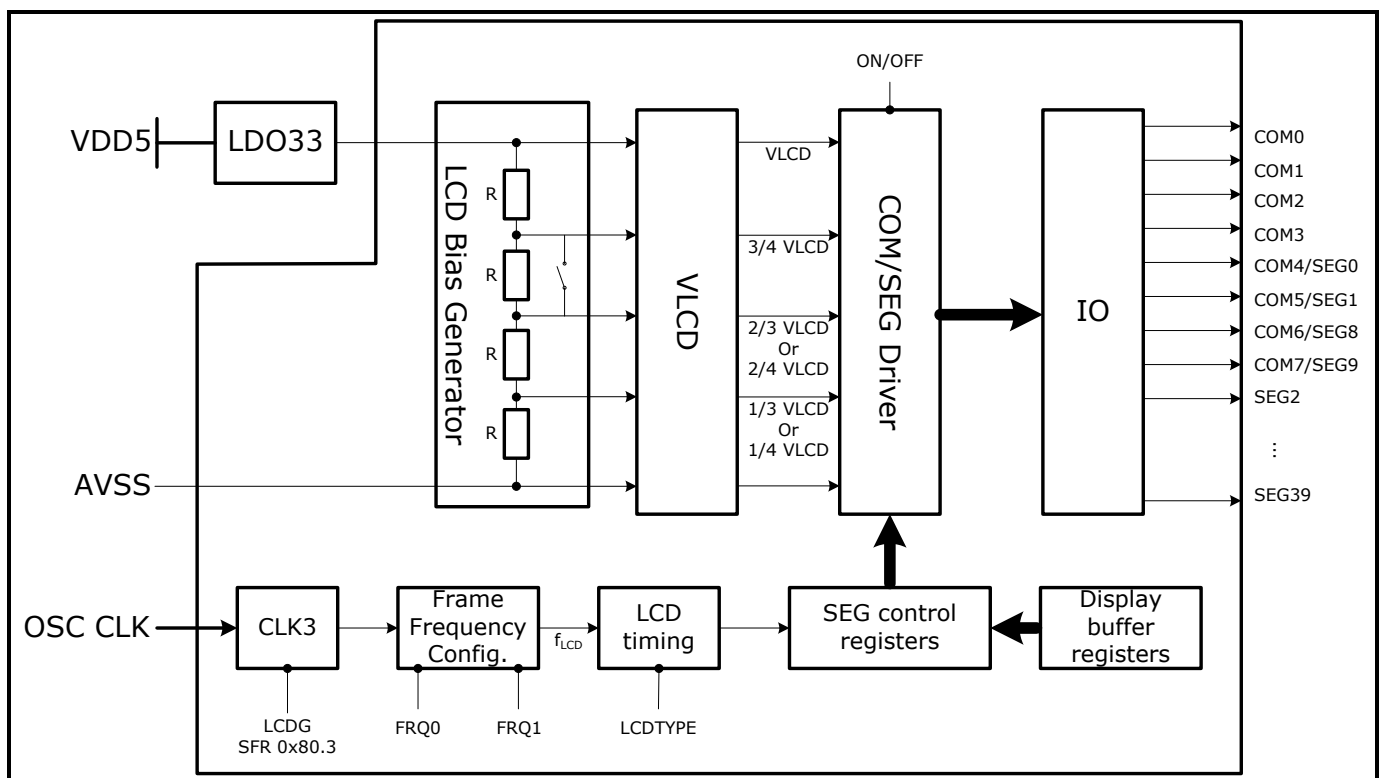 ON/OFF
VDD5
LDO33
LCD Bias Generator
R
R
R
R
VLCD
VLCD
3/4 VLCD
2/3 VLCD
Or
2/4 VLCD
1/3 VLCD
Or
1/4 VLCD
COM/SEG Driver
IO
COM0
COM1
COM2
COM3
COM4/SEG0
COM5/SEG1
COM6/SEG8
COM7/SEG9
SEG2
...
SEG39
AVSS
OSC CLK
CLK3
LCDG
SFR 0x80.3
Frame
Frequency
Config.
FRQ0
FRQ1
fLCD
LCD
timing
LCDTYPE
SEG control
registers
Display
buffer
registers